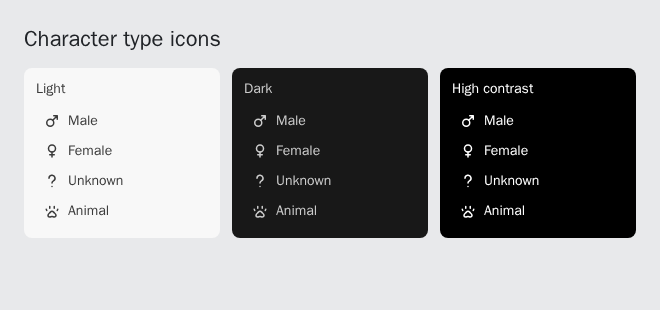 Character type icons
Light
Male
Female
Unknown
Animal
Dark
Male
Female
Unknown
Animal
High contrast
Male
Female
Unknown
Animal